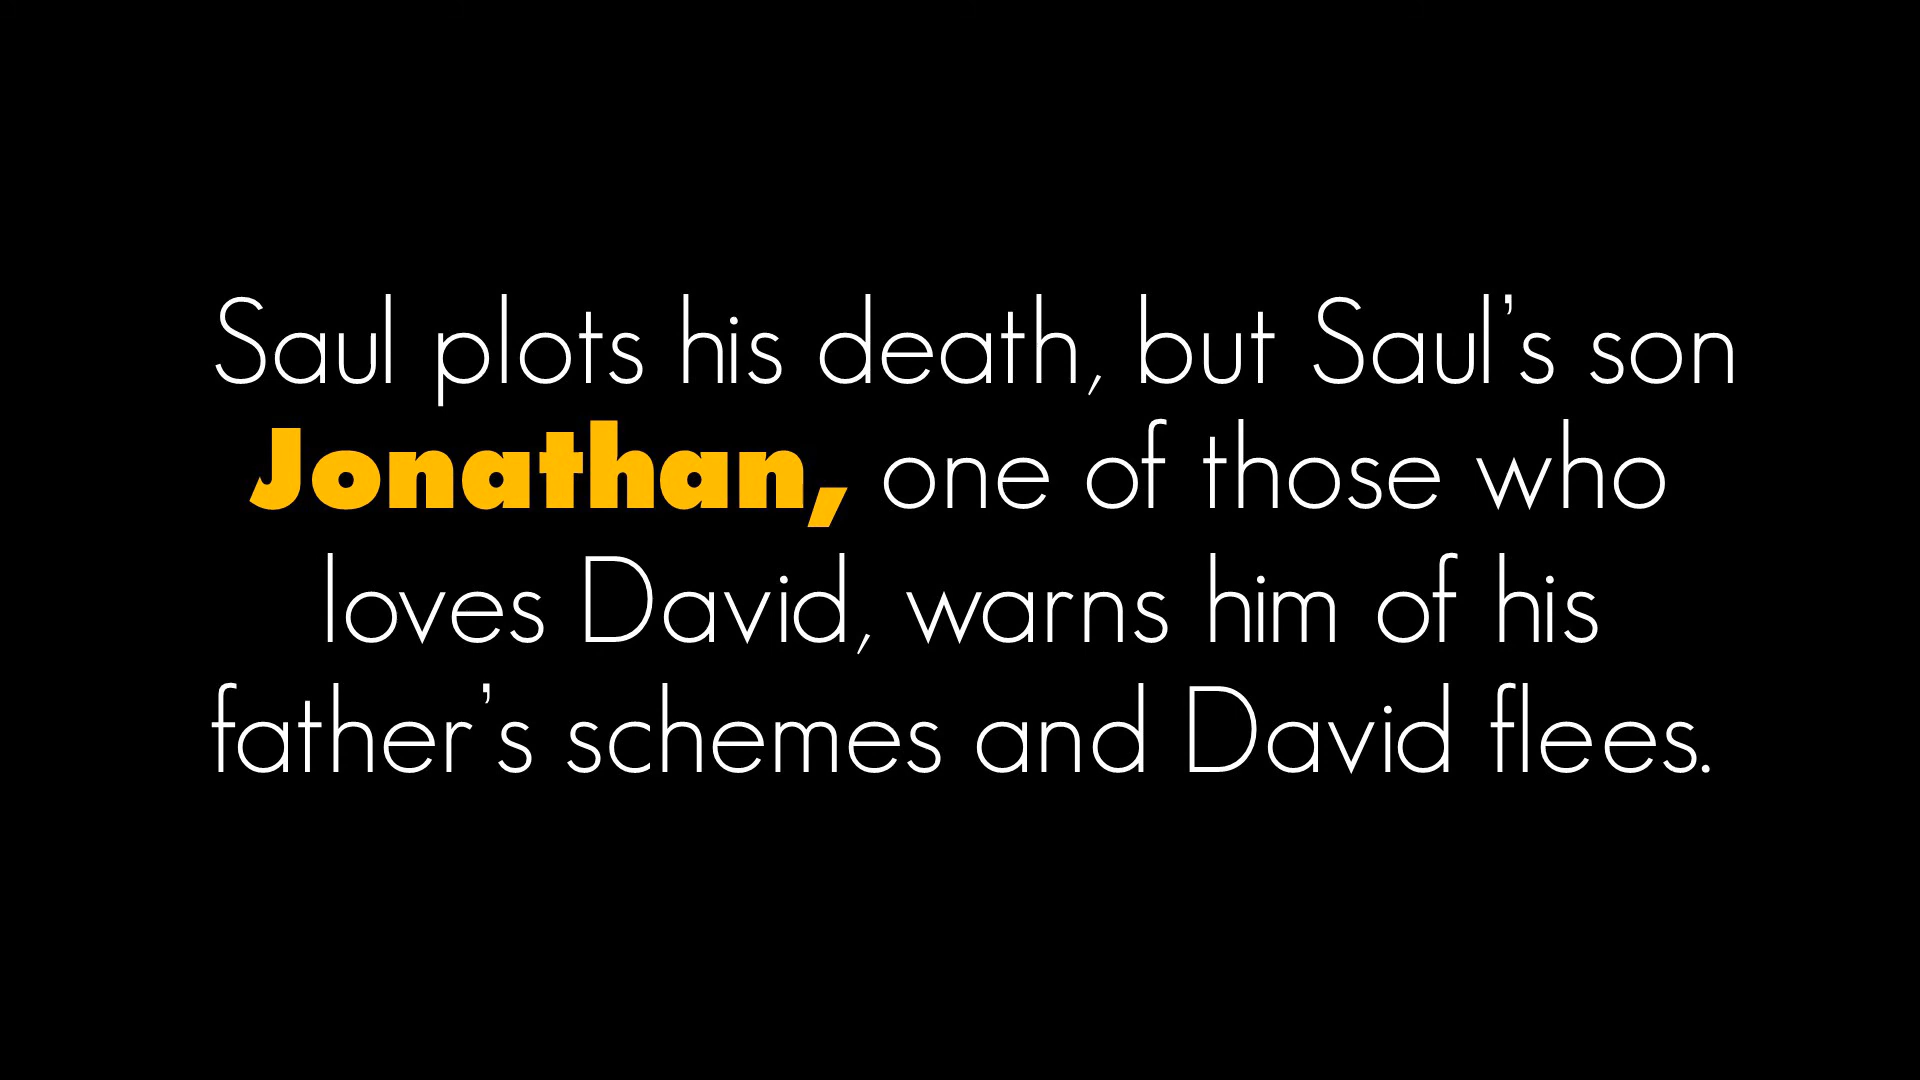 Saul plots his death, but Saul's son
Jonathan, one of those who
loves David, warns him of his
father's schemes and David flees.